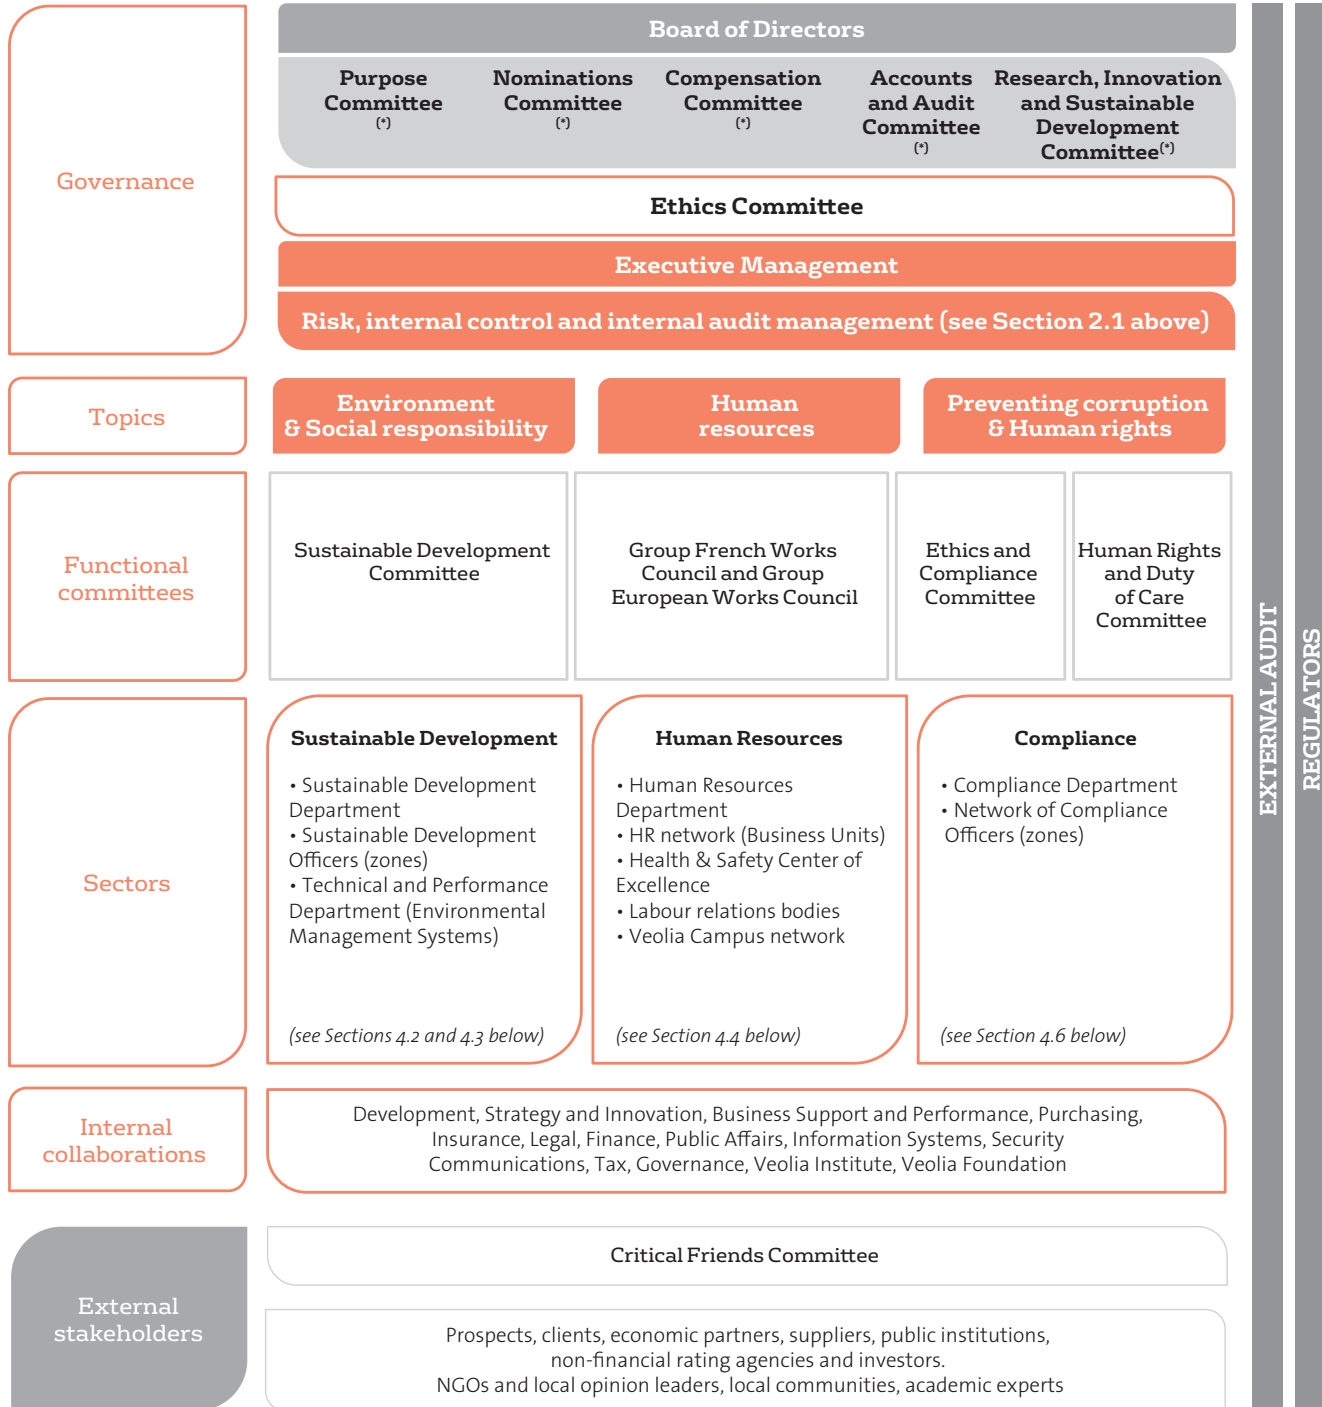 Governance
Board of Directors
Purpose
Committee
(*)
Nominations
Committee
(*)
Compensation
Committee
(*)
Accounts
and Audit
Committee
(*)
Research, Innovation
and Sustainable
Development
Committee(*)
Ethics Committee
Executive Management
Risk, internal control and internal audit management (see Section 2.1 above)
Topics
Environment
& Social responsibility
Human
resources
Preventing corruption
& Human rights
Functional
committees
Sustainable Development
Committee
Group French Works
Council and Group
European Works Council
Ethics and
Compliance
Committee
Human Rights
and Duty
of Care
Committee
Sectors
Sustainable Development
• Sustainable Development
Department
• Sustainable Development
Officers (zones)
• Technical and Performance
Department (Environmental
Management Systems)
(see Sections 4.2 and 4.3 below)
Human Resources
• Human Resources
Department
• HR network (Business Units)
• Health & Safety Center of
Excellence
• Labour relations bodies
• Veolia Campus network
(see Section 4.4 below)
Compliance
• Compliance Department
• Network of Compliance
Officers (zones)
(see Section 4.6 below)
Internal
collaborations
Development, Strategy and Innovation, Business Support and Performance, Purchasing,
Insurance, Legal, Finance, Public Affairs, Information Systems, Security
Communications, Tax, Governance, Veolia Institute, Veolia Foundation
External
stakeholders
Critical Friends Committee
Prospects, clients, economic partners, suppliers, public institutions,
non-financial rating agencies and investors.
NGOs and local opinion leaders, local communities, academic experts
EXTERNAL AUDIT
REGULATORS